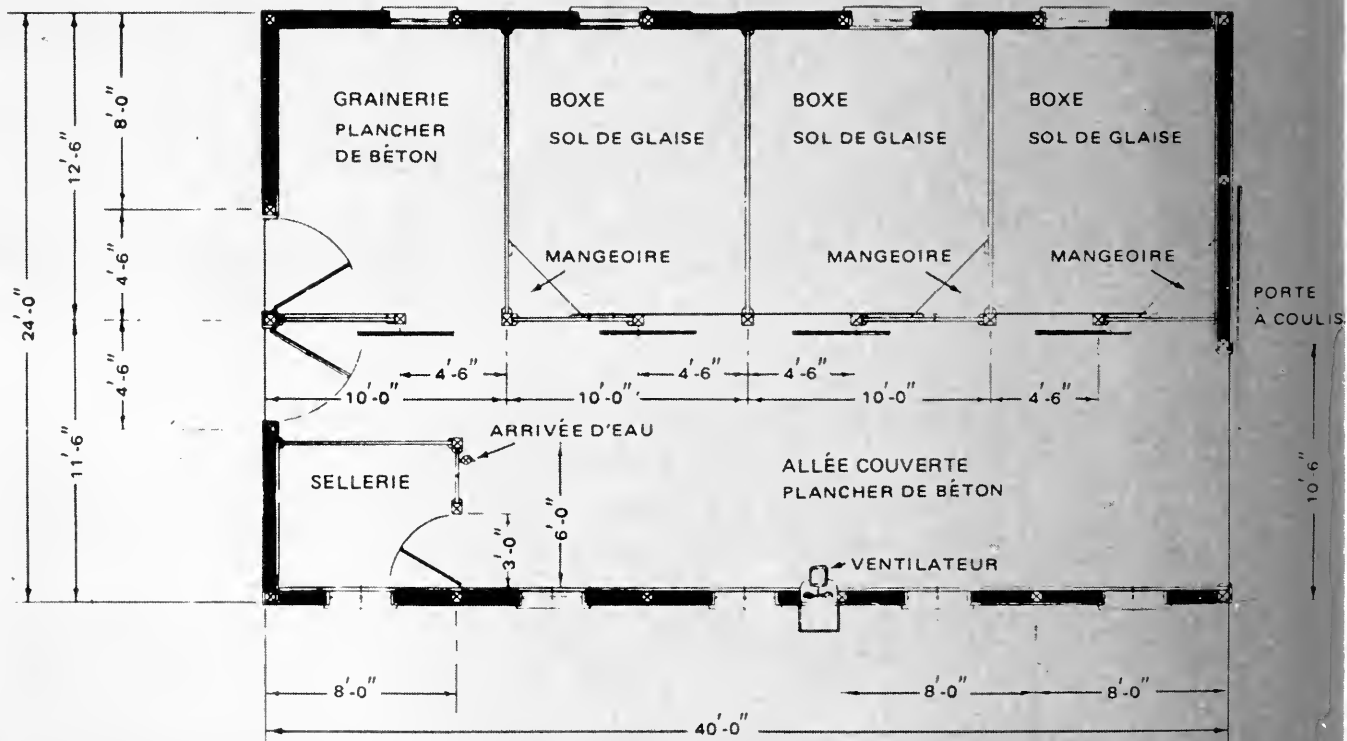 GRAINERIE
PLANCHER
DE BÉTON
BOXE
SOL DE GLAISE
BOXE
SOL DE GLAISE
BOXE
SOL DE GLAISE
8'-0"
12'-6"
24'-0"
4'-6"
4'-6"
11'-6"
MANGEOIRE
MANGEOIRE
MANGEOIRE
PORTE
À COULIS
4'-6"
4'-6"
4'-6"
10'-0"
10'-0"
10'-0"
4'-6"
ARRIVÉE D'EAU
SELLERIE
6'-0"
3'-0"
ALLÉE COUVERTE
PLANCHER DE BÉTON
10'-6"
VENTILATEUR
8'-0"
8'-0"
8'-0"
40'-0"